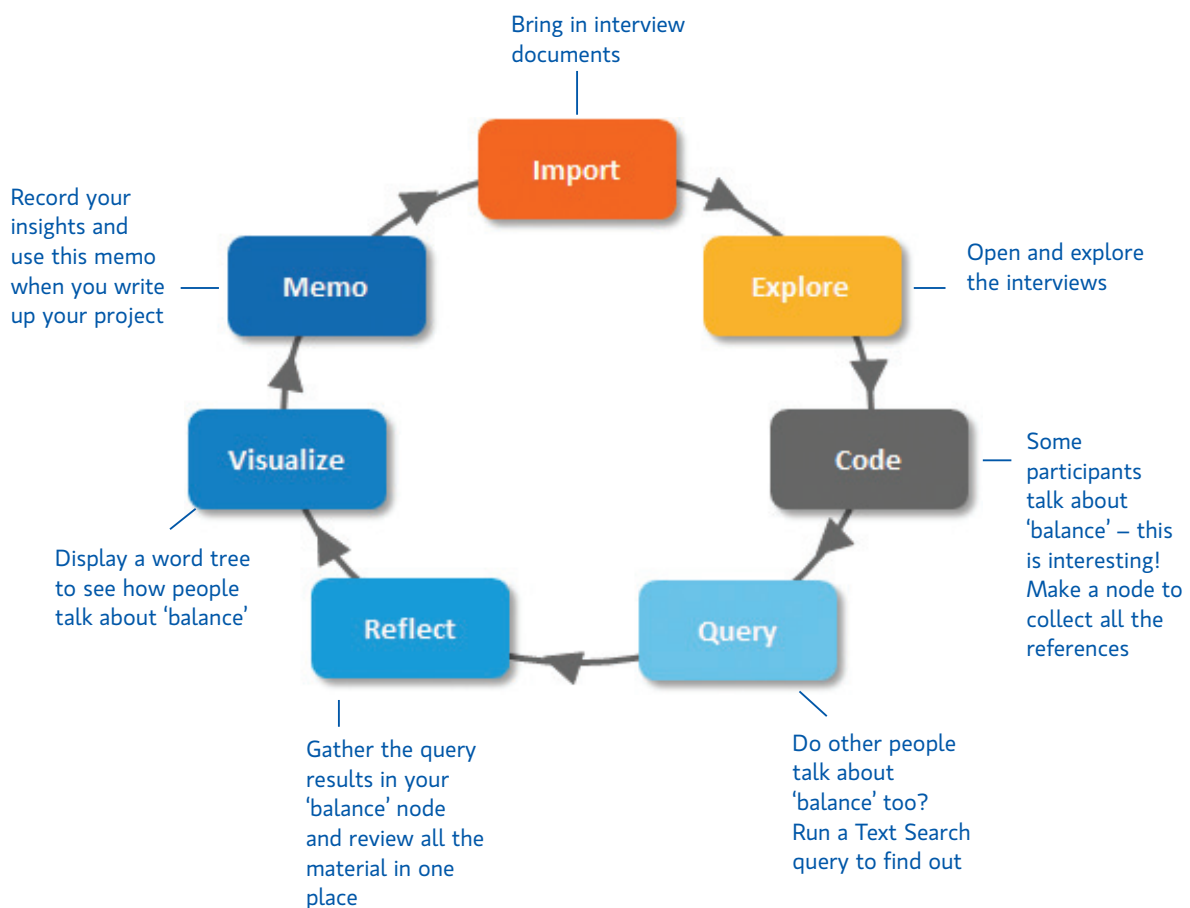 Bring in interview
documents
Import
Explore
Open and explore
the interviews
Code
Some
participants
talk about
‘balance’ – this
is interesting!
Make a node to
collect all the
references
Query
Do other people
talk about
‘balance’ too?
Run a Text Search
query to find out
Reflect
Gather the query
results in your
‘balance’ node
and review all the
material in one
place
Visualize
Display a word tree
to see how people
talk about ‘balance’
Memo
Record your
insights and
use this memo
when you write
up your project